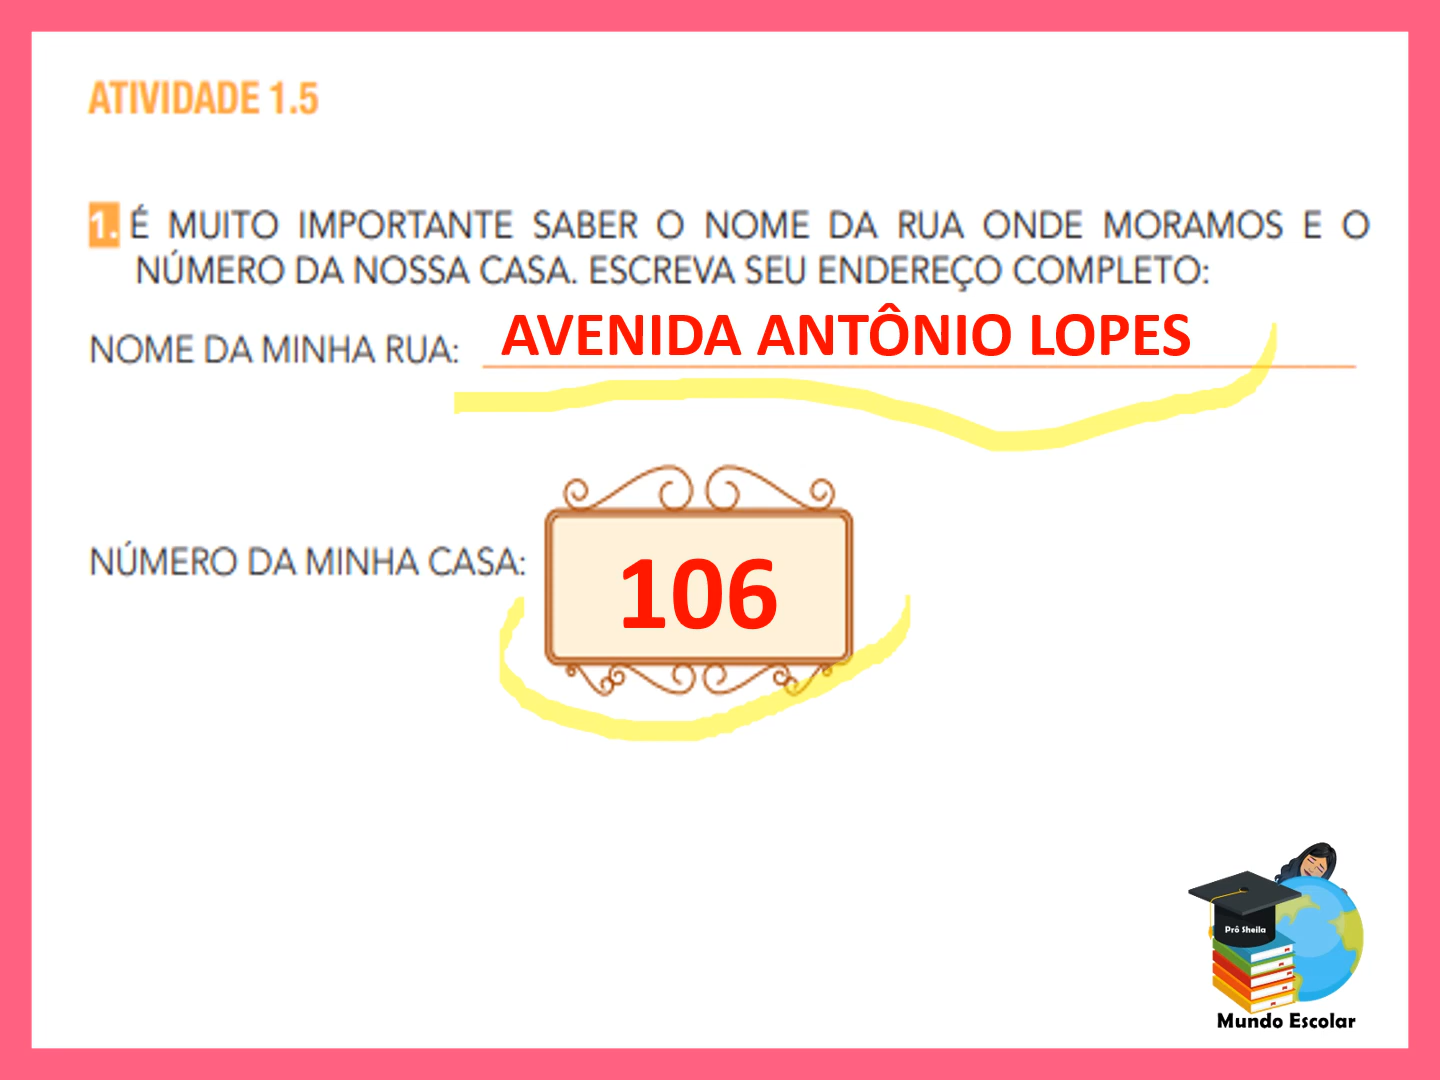 ATIVIDADE 1.5
1. É MUITO IMPORTANTE SABER O NOME DA RUA ONDE MORAMOS E O
NÚMERO DA NOSSA CASA. ESCREVA SEU ENDEREÇO COMPLETO:
NOME DA MINHA RUA: AVENIDA ANTÔNIO LOPES
NÚMERO DA MINHA CASA: 106
Prô Sheila
Mundo Escolar